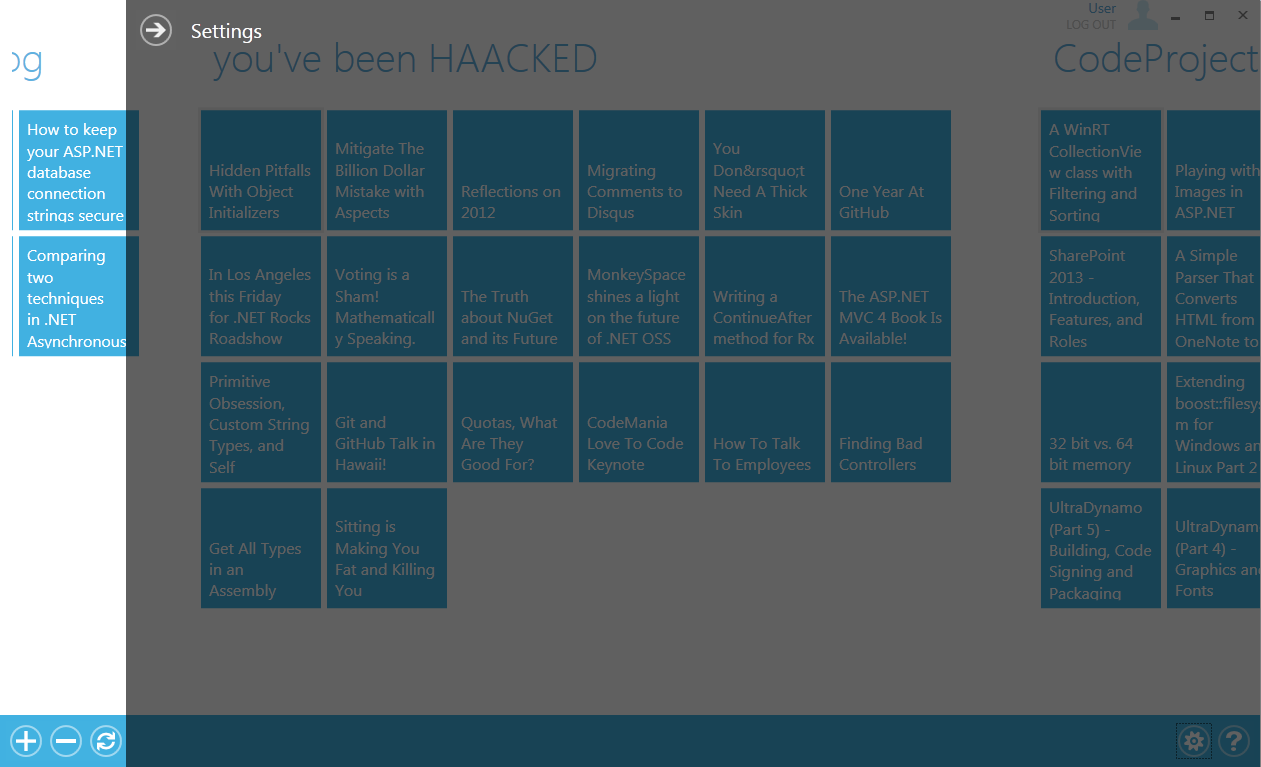 User
LOG OUT
Settings
og
you've been HAACKED
CodeProject
How to keep
your ASP.NET
database
connection
strings secure
Hidden Pitfalls
With Object
Initializers
Mitigate The
Billion Dollar
Mistake with
Aspects
Reflections on
2012
Migrating
Comments to
Disqus
You
Don&rsquo;t
Need A Thick
Skin
One Year At
GitHub
A WinRT
CollectionVie
w class with
Filtering and
Sorting
Playing with
Images in
ASP.NET
Comparing
two
techniques
in .NET
Asynchronous
In Los Angeles
this Friday
for .NET Rocks
Roadshow
Voting is a
Sham!
Mathematicall
y Speaking.
The Truth
about NuGet
and its Future
MonkeySpace
shines a light
on the future
of .NET OSS
Writing a
ContinueAfter
method for Rx
The ASP.NET
MVC 4 Book Is
Available!
SharePoint
2013 -
Introduction,
Features, and
Roles
A Simple
Parser That
Converts
HTML from
OneNote to
Primitive
Obsession,
Custom String
Types, and
Self
Git and
GitHub Talk in
Hawaii!
Quotas, What
Are They
Good For?
CodeMania
Love To Code
Keynote
How To Talk
To Employees
Finding Bad
Controllers
32 bit vs. 64
bit memory
Extending
boost::filesys
m for
Windows an
Linux Part 2
Get All Types
in an
Assembly
Sitting is
Making You
Fat and Killing
You
UltraDynamo
(Part 5) -
Building, Code
Signing and
Packaging
UltraDynam
(Part 4) -
Graphics and
Fonts